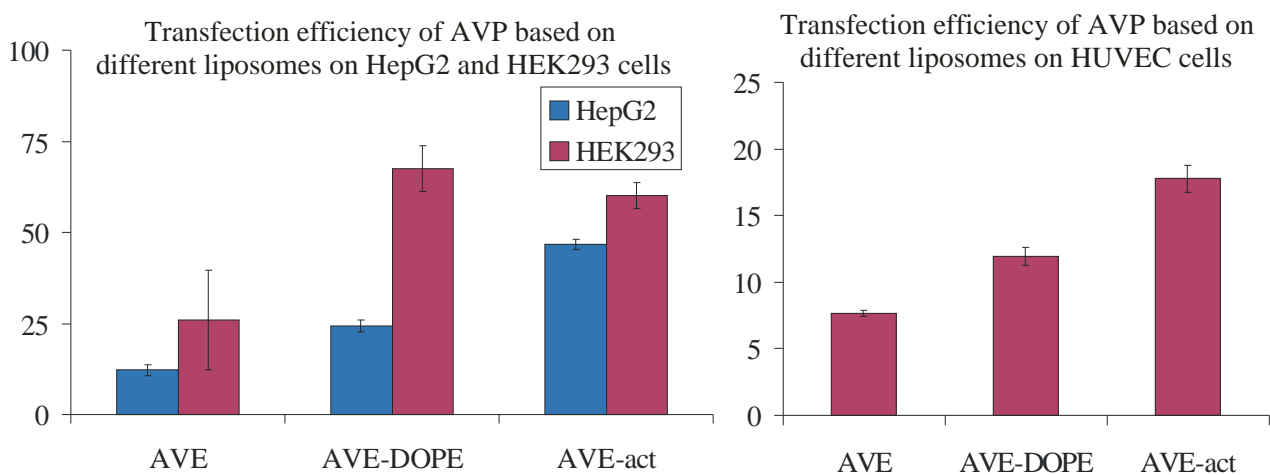 Transfection efficiency of AVP based on
different liposomes on HepG2 and HEK293 cells
100
75
50
25
0
HepG2
HEK293
AVE
AVE-DOPE
AVE-act
Transfection efficiency of AVP based on
different liposomes on HUVEC cells
25
20
15
10
5
0
AVE
AVE-DOPE
AVE-act